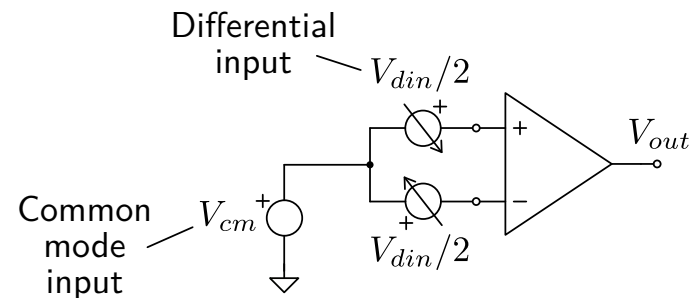 Differential
input
V_{din}/2
+
+
V_{out}
Common
mode
input
V_{cm}
+
−
+
V_{din}/2